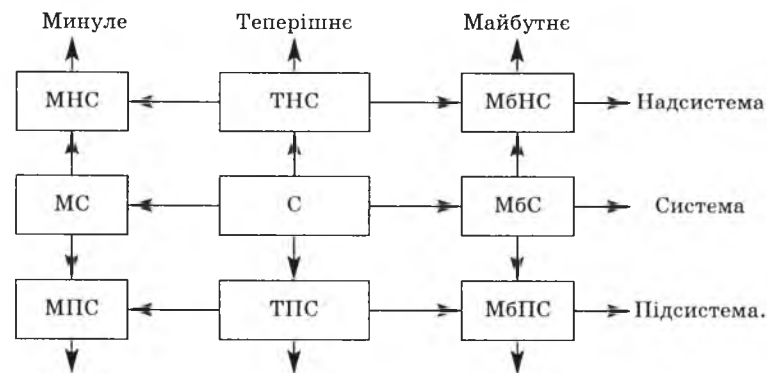 Минуле Теперішнє Майбутнє
МНС ТНС МбНС Надсистема
МС С МбС Система
МПС ТПС МбПС Підсистема.